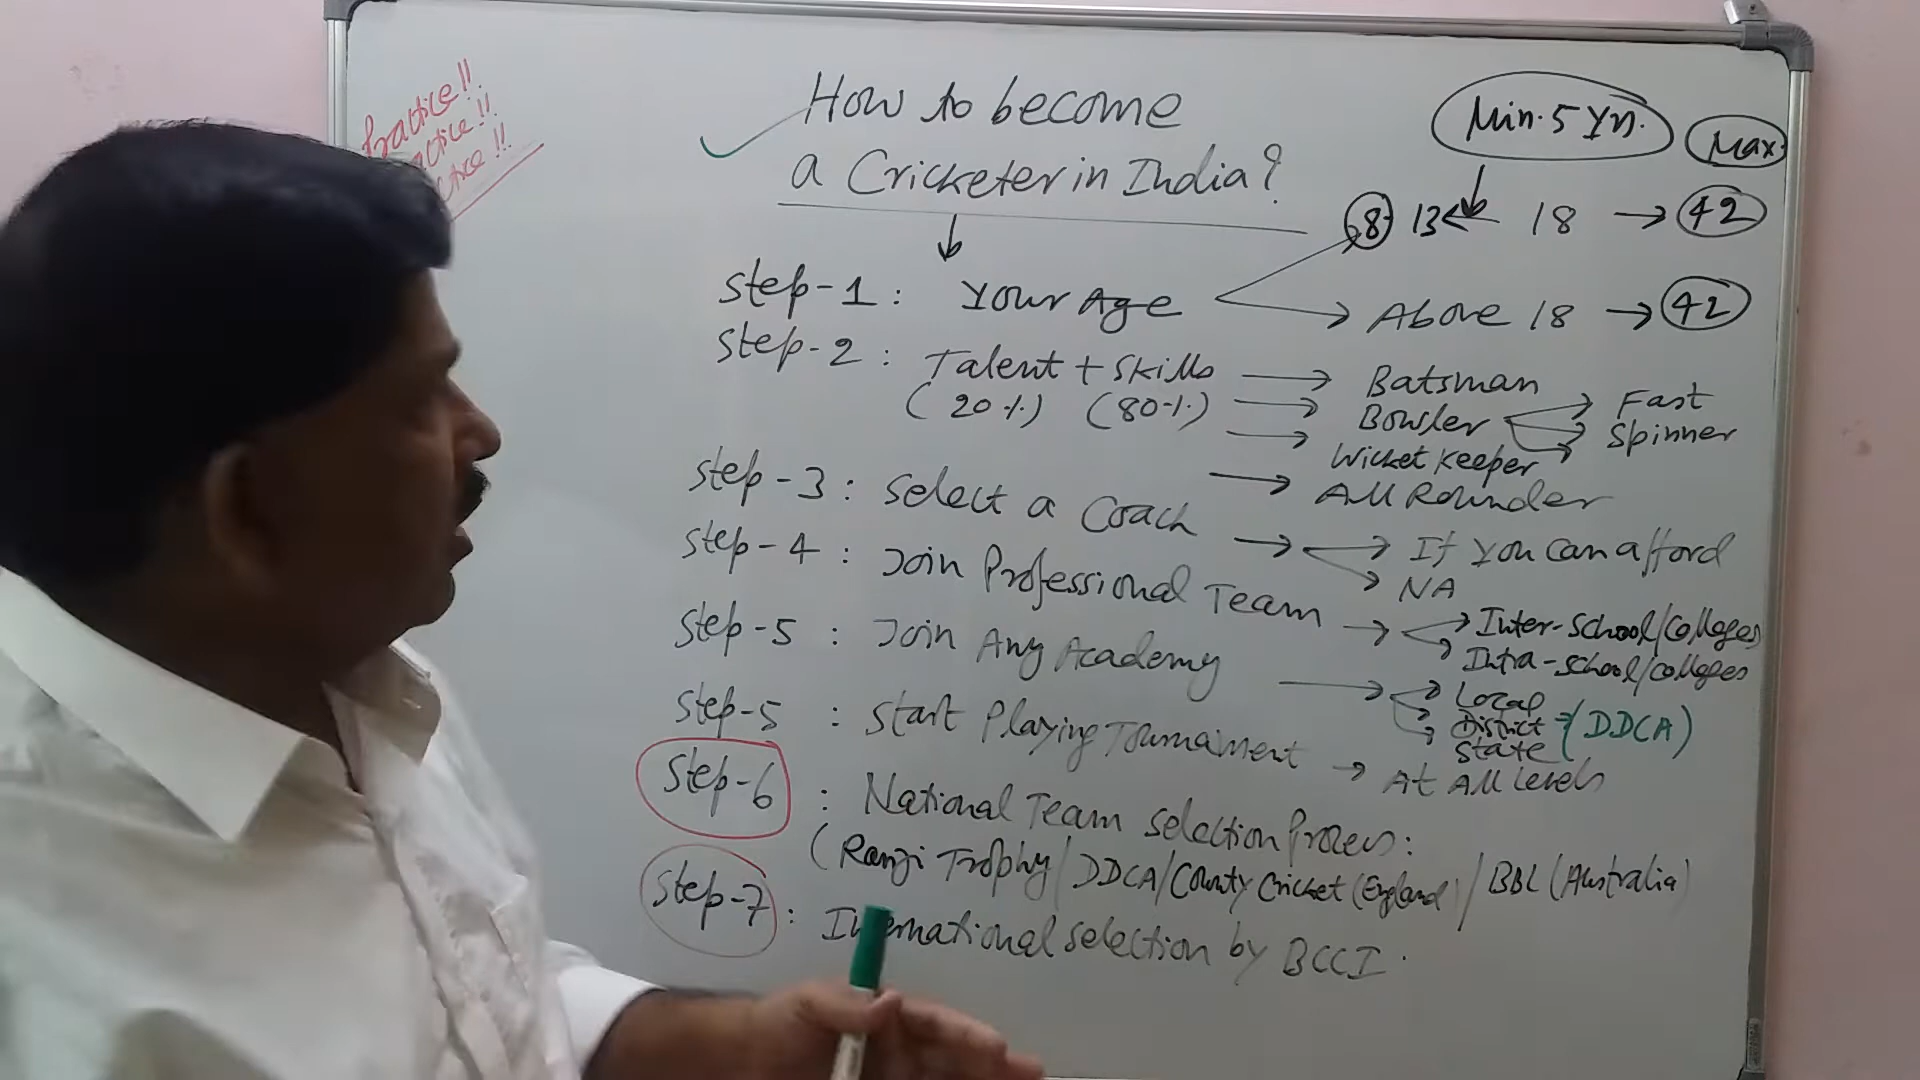 Practice!!
Practice!!
Practice!!
How to become
a Cricketer in India?
Min. 5 Yrs.
Max.
8- 13 18 → 42
Step-1 : Your Age
Above 18 → 42
Step-2 : Talent + Skills
(20%) (80%)
Batsman
Bowler
Fast
Spinner
Wicket Keeper
All Rounder
Step-3 : Select a Coach
If You Can afford
NA
Step-4 : Join Professional Team
Inter-School/Colleges
Intra-School/Colleges
Step-5 : Join Any Academy
Local
District
State
(DDCA)
Step-5 : Start Playing Tournament
At All Levels
Step-6 : National Team Selection Process:
(Ranji Trophy/DDCA/County Cricket (England)/BBL (Australia)
Step-7 : International Selection by BCCI.